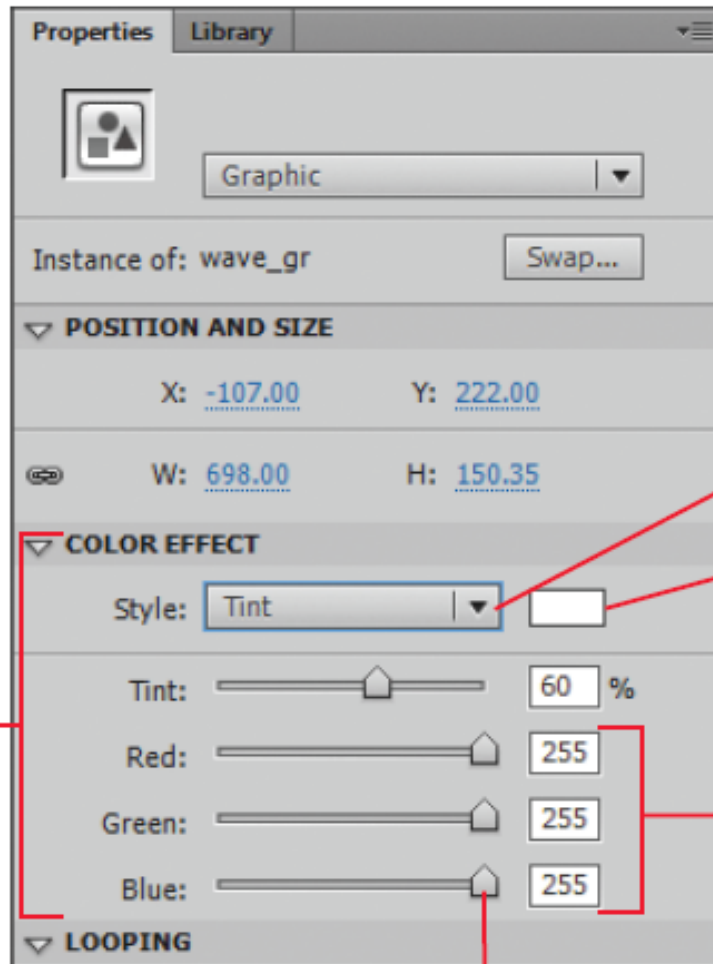 Properties Library
Graphic
Instance of: wave_gr Swap...
POSITION AND SIZE
X: -107.00 Y: 222.00
W: 698.00 H: 150.35
COLOR EFFECT
Style: Tint
Tint: 60 %
Red: 255
Green: 255
Blue: 255
LOOPING